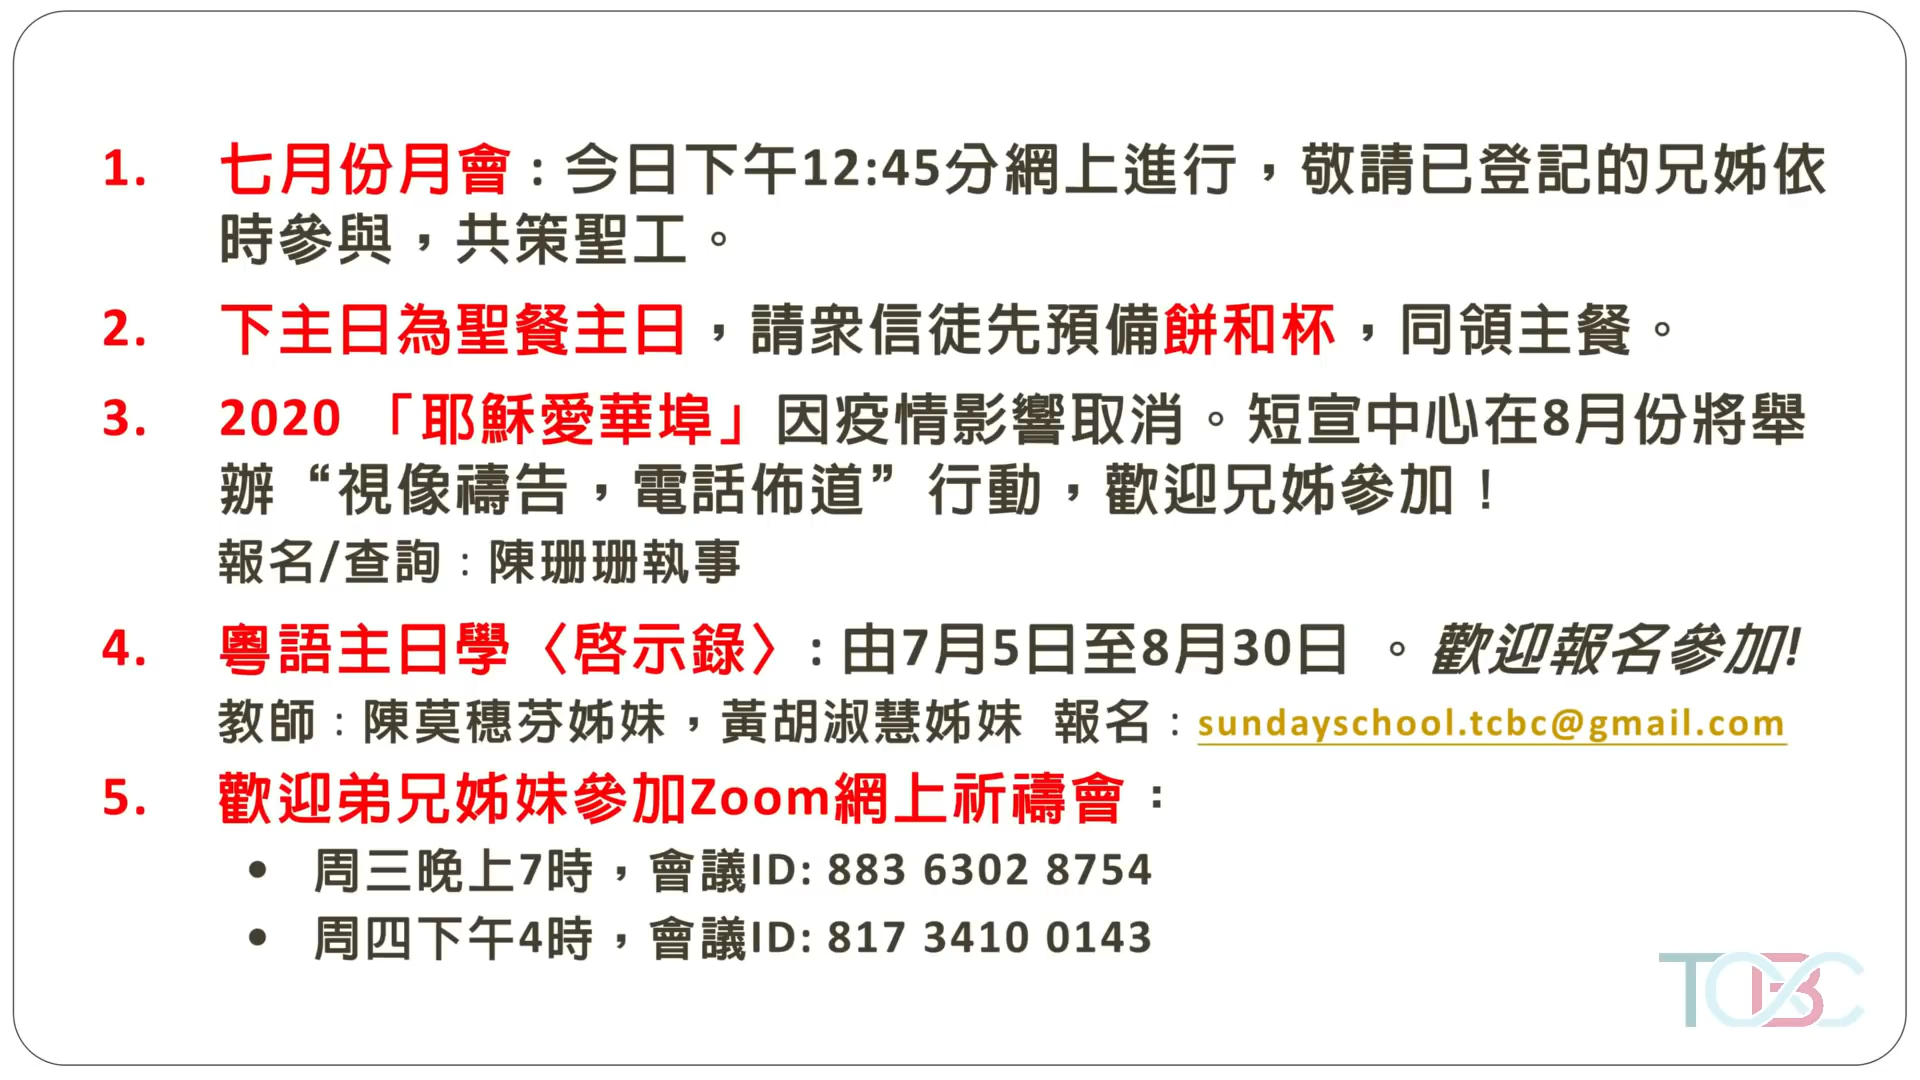 1. 七月份月會：今日下午12:45分網上進行，敬請已登記的兄姊依
時參與，共策聖工。
2. 下主日為聖餐主日，請衆信徒先預備餅和杯，同領主餐。
3. 2020 「耶穌愛華埠」因疫情影響取消。短宣中心在8月份將舉
辦“視像禱告，電話佈道”行動，歡迎兄姊參加！
報名/查詢：陳珊珊執事
4. 粵語主日學〈啓示錄〉: 由7月5日至8月30日 。歡迎報名參加!
教師：陳莫穗芬姊妹，黃胡淑慧姊妹 報名：sundayschool.tcbc@gmail.com
5. 歡迎弟兄姊妹參加Zoom網上祈禱會：
• 周三晚上7時，會議ID: 883 6302 8754
• 周四下午4時，會議ID: 817 3410 0143
TCBC